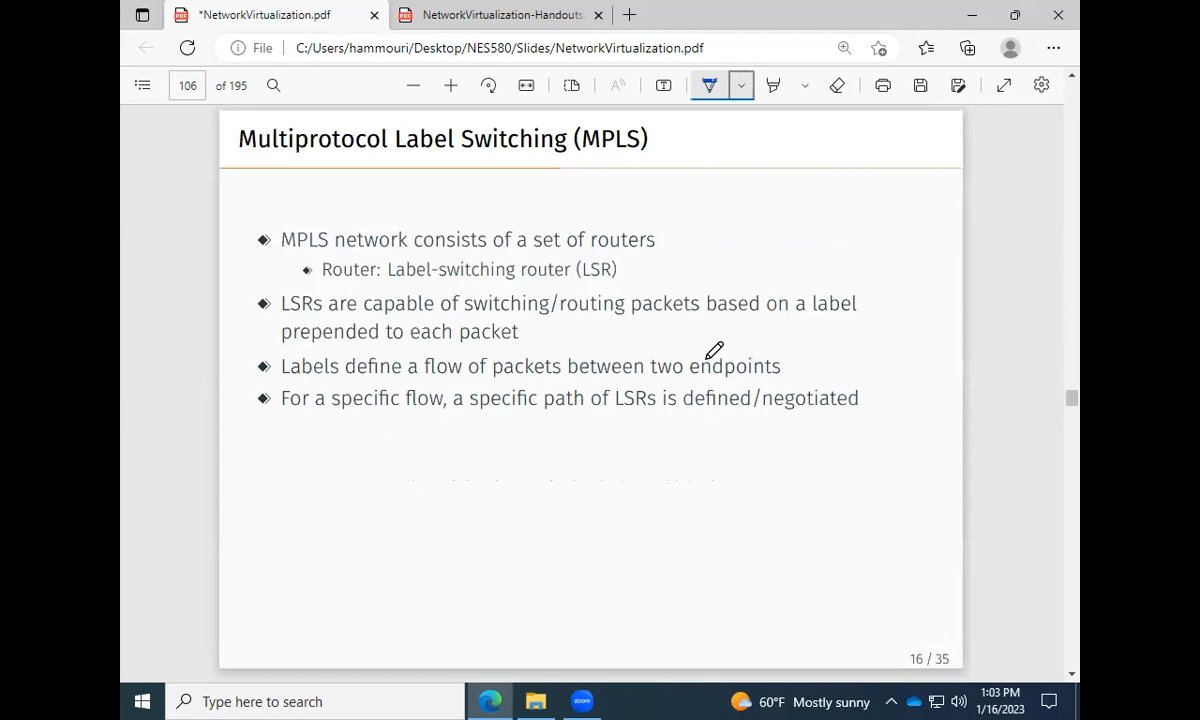 *NetworkVirtualization.pdf
NetworkVirtualization-Handouts
File
C:/Users/hammouri/Desktop/NES580/Slides/NetworkVirtualization.pdf
106 of 195
Multiprotocol Label Switching (MPLS)
MPLS network consists of a set of routers
Router: Label-switching router (LSR)
LSRs are capable of switching/routing packets based on a label
prepended to each packet
Labels define a flow of packets between two endpoints
For a specific flow, a specific path of LSRs is defined/negotiated
16 / 35
Type here to search
zoom
60°F Mostly sunny
1:03 PM
1/16/2023